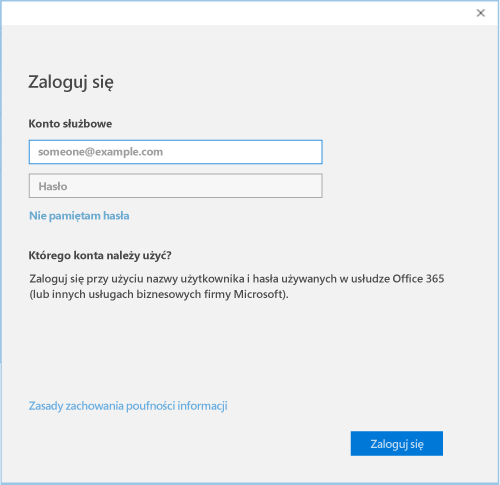 Zaloguj się
Konto służbowe
someone@example.com
Hasło
Nie pamiętam hasła
Którego konta należy użyć?
Zaloguj się przy użyciu nazwy użytkownika i hasła używanych w usłudze Office 365
(lub innych usługach biznesowych firmy Microsoft).
Zasady zachowania poufności informacji
Zaloguj się